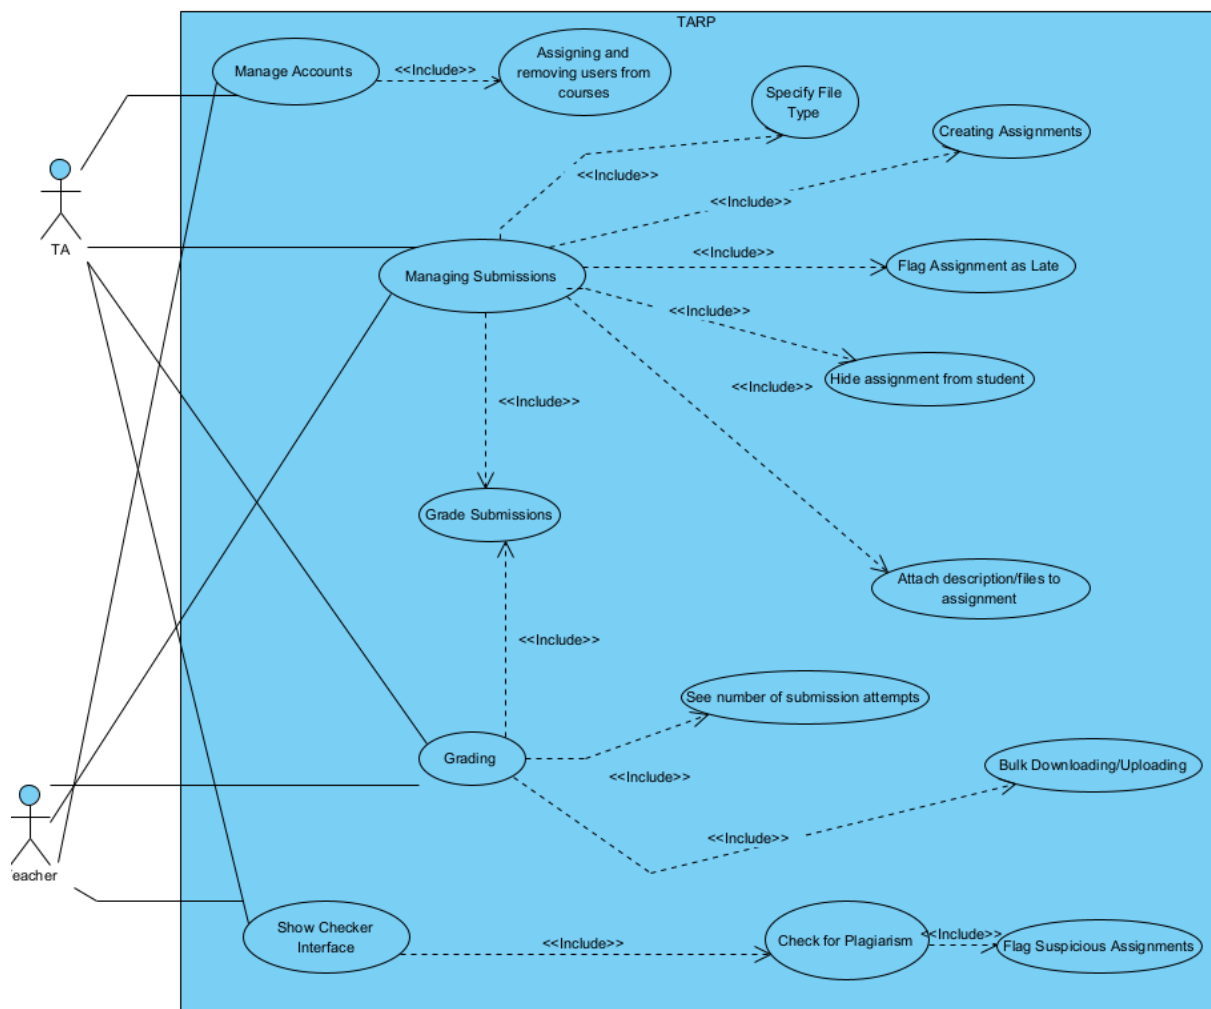 TARP
Manage Accounts
<<Include>>
Assigning and
removing users from
courses
Specify File
Type
Creating Assignments
<<Include>>
<<Include>>
TA
Managing Submissions
<<Include>>
Flag Assignment as Late
<<Include>>
<<Include>>
Hide assignment from student
<<Include>>
Grade Submissions
Attach description/files to
assignment
<<Include>>
See number of submission attempts
Grading
<<Include>>
Bulk Downloading/Uploading
<<Include>>
eacher
Show Checker
Interface
<<Include>>
Check for Plagiarism
<<Include>>
Flag Suspicious Assignments